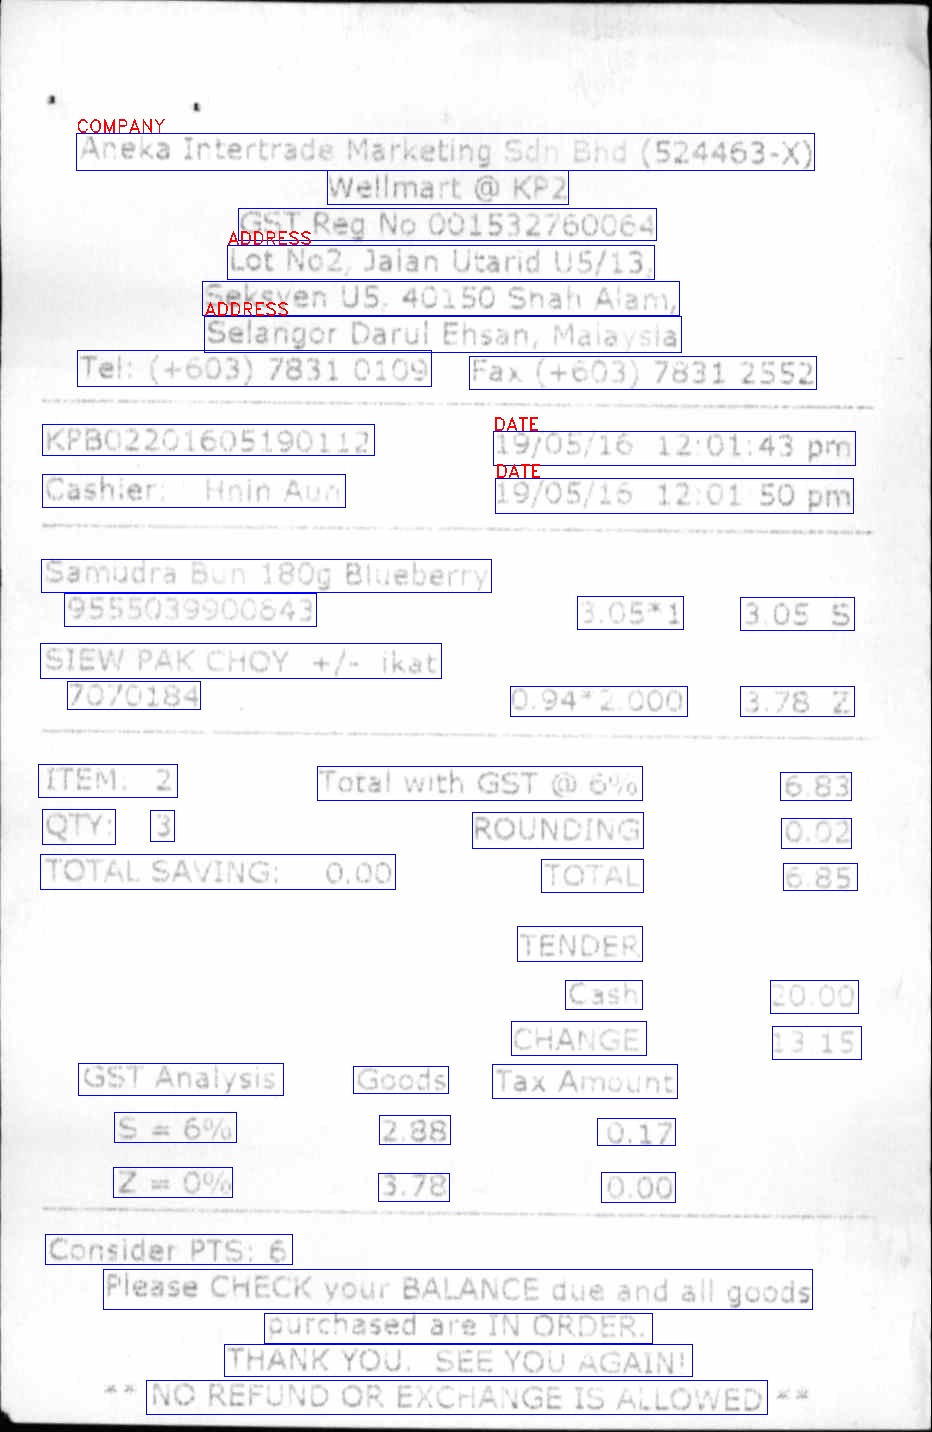 COMPANY
Aneka Intertrade Marketing Sdn Bhd (524463-X)
Wellmart @ KP2
GST Reg No 001532760064
ADDRESS
Lot No2, Jalan Utarid U5/13,
Seksyen U5, 40150 Shah Alam,
ADDRESS
Selangor Darul Ehsan, Malaysia
Tel: (+603) 7831 0109 Fax (+603) 7831 2552
DATE
KPB02201605190112 19/05/16 12:01:43 pm
DATE
Cashier: Hnin Aun 19/05/16 12:01 50 pm
Samudra Bun 180g Blueberry
9555039900643 3.05*1 3.05 S
SIEW PAK CHOY +/- ikat
7070184 0.94*2.000 3.78 Z
ITEM: 2 Total with GST @ 6% 6.83
QTY: 3 ROUNDING 0.02
TOTAL SAVING: 0.00 TOTAL 6.85
TENDER
Cash 20.00
CHANGE 13.15
GST Analysis Goods Tax Amount
S = 6% 2.88 0.17
Z = 0% 3.78 0.00
Consider PTS: 6
Please CHECK your BALANCE due and all goods
purchased are IN ORDER.
THANK YOU. SEE YOU AGAIN!
** NO REFUND OR EXCHANGE IS ALLOWED **